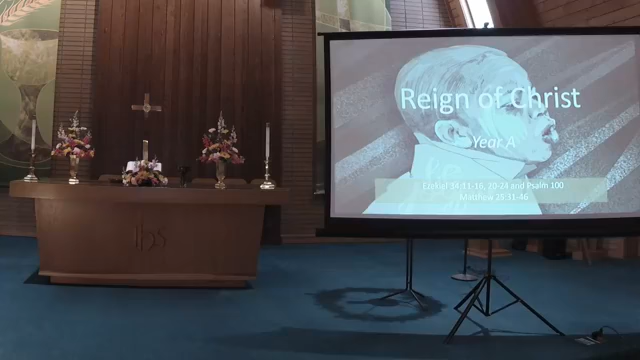 Reign of Christ
Year A
Ezekiel 34:11-16, 20-24 and Psalm 100
Matthew 25:31-46
IHS